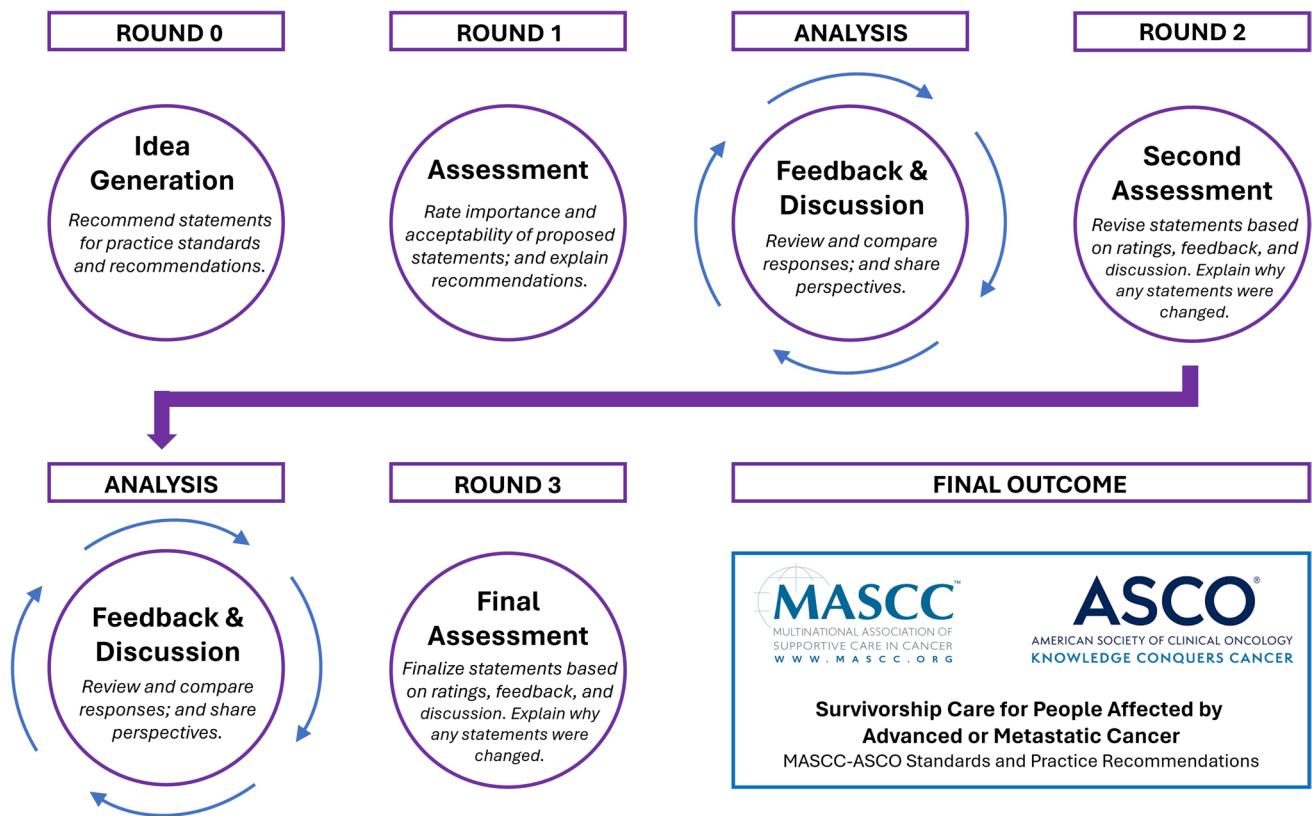 ROUND 0
ROUND 1
ANALYSIS
ROUND 2
Idea
Generation
Recommend statements
for practice standards
and recommendations.
Assessment
Rate importance and
acceptability of proposed
statements; and explain
recommendations.
Feedback &
Discussion
Review and compare
responses; and share
perspectives.
Second
Assessment
Revise statements based
on ratings, feedback, and
discussion. Explain why
any statements were
changed.
ANALYSIS
ROUND 3
FINAL OUTCOME
Feedback &
Discussion
Review and compare
responses; and share
perspectives.
Final
Assessment
Finalize statements based
on ratings, feedback, and
discussion. Explain why
any statements were
changed.
MASCC™
MULTINATIONAL ASSOCIATION OF
SUPPORTIVE CARE IN CANCER
WWW.MASCC.ORG
ASCO®
AMERICAN SOCIETY OF CLINICAL ONCOLOGY
KNOWLEDGE CONQUERS CANCER
Survivorship Care for People Affected by
Advanced or Metastatic Cancer
MASCC-ASCO Standards and Practice Recommendations